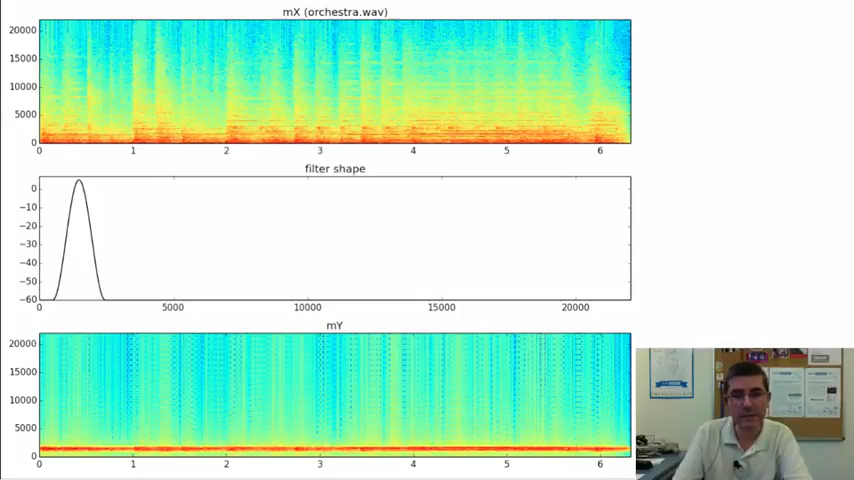 mX (orchestra.wav)
20000
15000
10000
5000
0
0 1 2 3 4 5 6
filter shape
0
−10
−20
−30
−40
−50
−60
0 5000 10000 15000 20000
mY
20000
15000
10000
5000
0
0 1 2 3 4 5 6